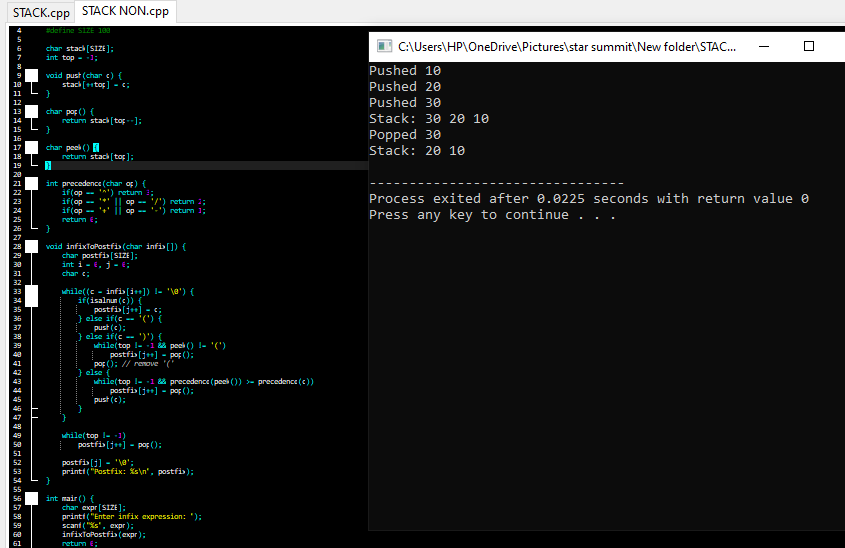 STACK.cpp STACK NON.cpp
4 #define SIZE 100
5
6 char stack[SIZE];
7 int top = -1;
8
9 void push(char c) {
10 stack[++top] = c;
11 }
12
13 char pop() {
14 return stack[top--];
15 }
16
17 char peek() {
18 return stack[top];
19 }
20
21 int precedence(char op) {
22 if(op == '^') return 3;
23 if(op == '*' || op == '/') return 2;
24 if(op == '+' || op == '-') return 1;
25 return 0;
26 }
27
28 void infixToPostfix(char infix[]) {
29 char postfix[SIZE];
30 int i = 0, j = 0;
31 char c;
32
33 while((c = infix[i++]) != '\0') {
34 if(isalnum(c)) {
35 postfix[j++] = c;
36 } else if(c == '(') {
37 push(c);
38 } else if(c == ')') {
39 while(top != -1 && peek() != '(')
40 postfix[j++] = pop();
41 pop(); // remove '('
42 } else {
43 while(top != -1 && precedence(peek()) >= precedence(c))
44 postfix[j++] = pop();
45 push(c);
46 }
47 }
48
49 while(top != -1)
50 postfix[j++] = pop();
51
52 postfix[j] = '\0';
53 printf("Postfix: %s\n", postfix);
54 }
55
56 int main() {
57 char expr[SIZE];
58 printf("Enter infix expression: ");
59 scanf("%s", expr);
60 infixToPostfix(expr);
61 return 0;
C:\Users\HP\OneDrive\Pictures\star summit\New folder\STAC...
Pushed 10
Pushed 20
Pushed 30
Stack: 30 20 10
Popped 30
Stack: 20 10
--------------------------------
Process exited after 0.0225 seconds with return value 0
Press any key to continue . . .